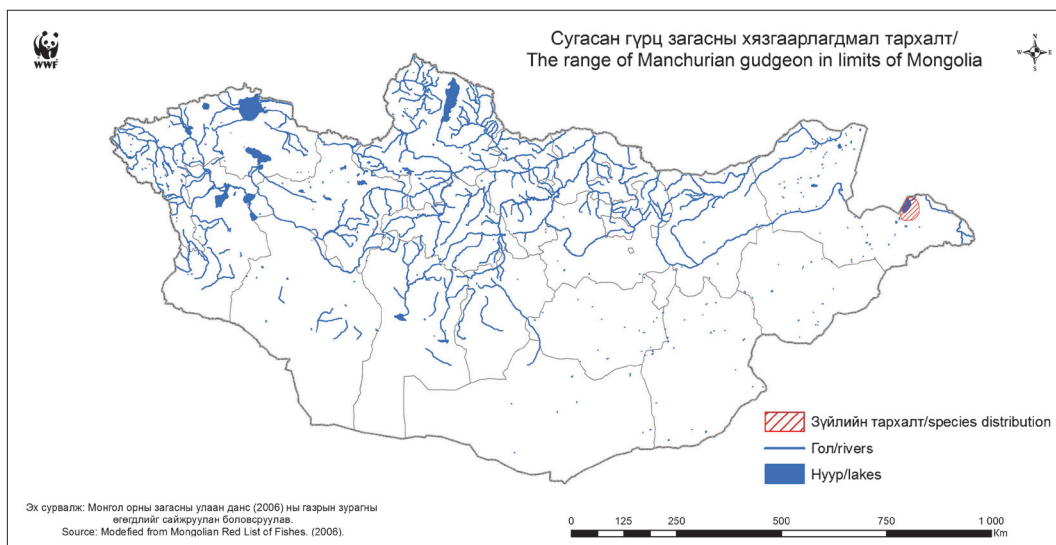 WWF
Сугасан гүрц загасны хязгаарлагдмал тархалт/
The range of Manchurian gudgeon in limits of Mongolia
N
W E
S
Зүйлийн тархалт/species distribution
Гол/rivers
Нуур/lakes
Эх сурвалж: Монгол орны загасны улаан данс (2006) ны газрын зурагны
өгөгдлийг сайжруулан боловсруулав.
Source: Modefied from Mongolian Red List of Fishes. (2006).
0 125 250 500 750 1 000
Km